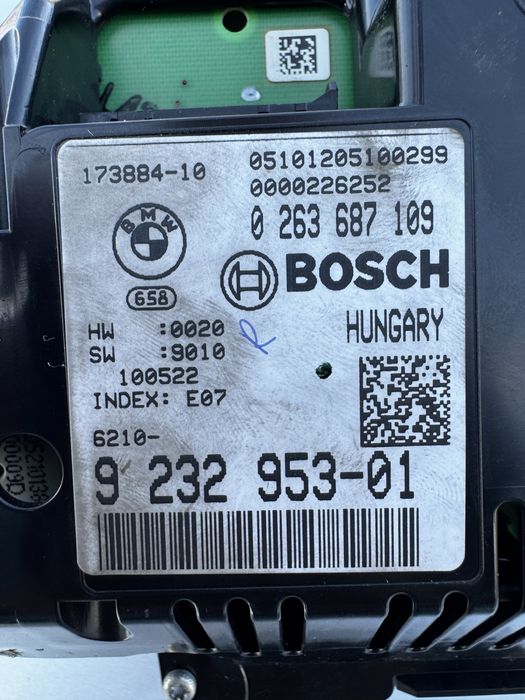 173884-10
05101205100299
0000226252
0 263 687 109
BMW
658
BOSCH
HW :0020
SW :9010
100522
INDEX: E07
HUNGARY
R
6210-
9 232 953-01